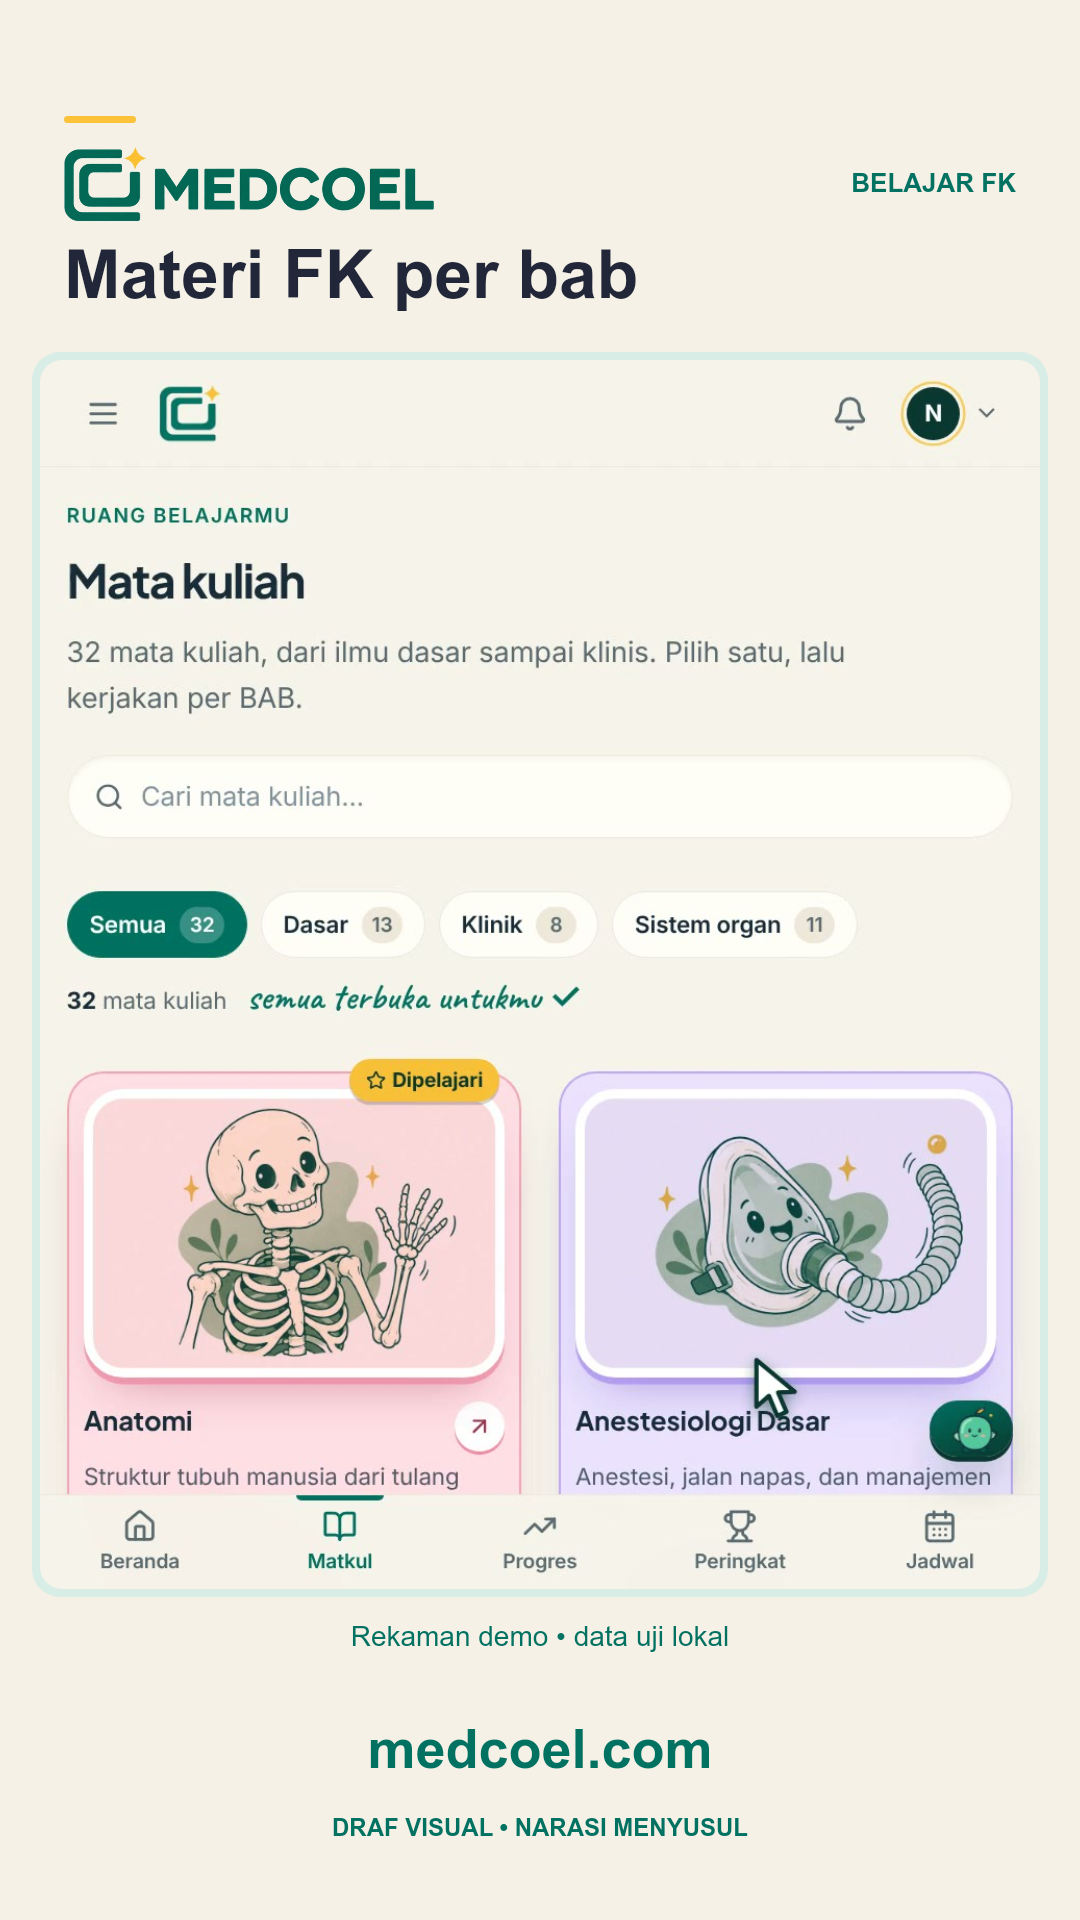 MEDCOEL
BELAJAR FK
Materi FK per bab
N
RUANG BELAJARMU
Mata kuliah
32 mata kuliah, dari ilmu dasar sampai klinis. Pilih satu, lalu
kerjakan per BAB.
Cari mata kuliah...
Semua 32 Dasar 13 Klinik 8 Sistem organ 11
32 mata kuliah semua terbuka untukmu
Dipelajari
Anatomi
Struktur tubuh manusia dari tulang
Anestesiologi Dasar
Anestesi, jalan napas, dan manajemen
Beranda Matkul Progres Peringkat Jadwal
Rekaman demo • data uji lokal
medcoel.com
DRAF VISUAL • NARASI MENYUSUL